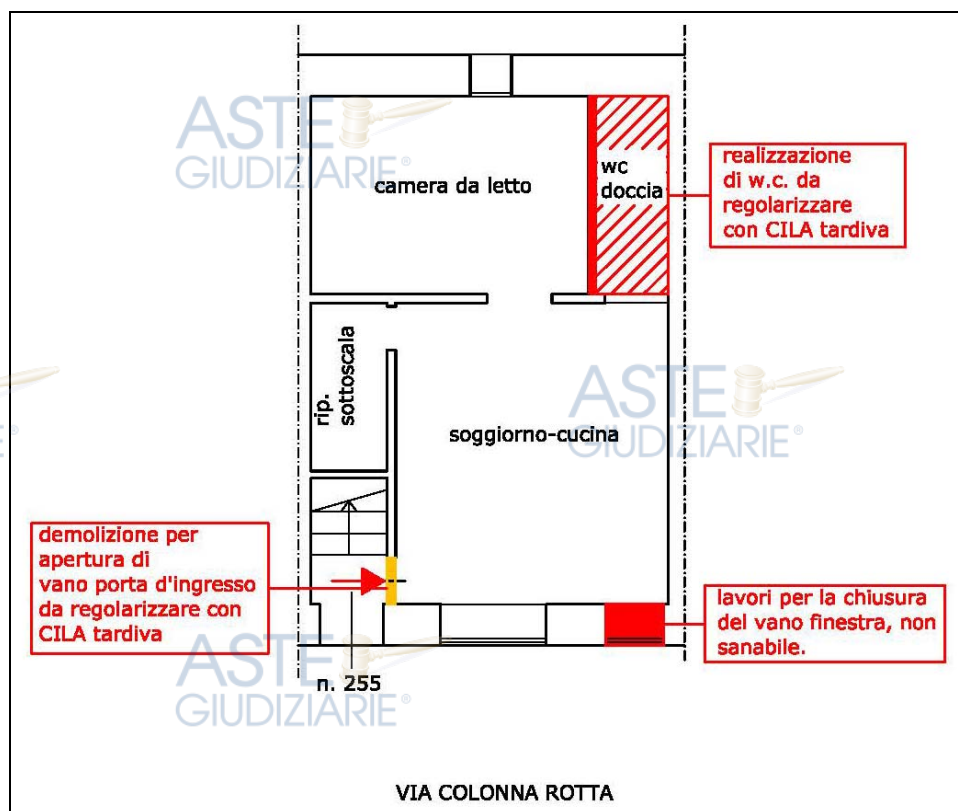 ASTE
GIUDIZIARIE®
camera da letto
wc
doccia
realizzazione
di w.c. da
regolarizzare
con CILA tardiva
rip.
sottoscala
ASTE
GIUDIZIARIE®
®
soggiorno-cucina
demolizione per
apertura di
vano porta d'ingresso
da regolarizzare con
CILA tardiva
lavori per la chiusura
del vano finestra, non
sanabile.
ASTE
GIUDIZIARIE®
n. 255
VIA COLONNA ROTTA